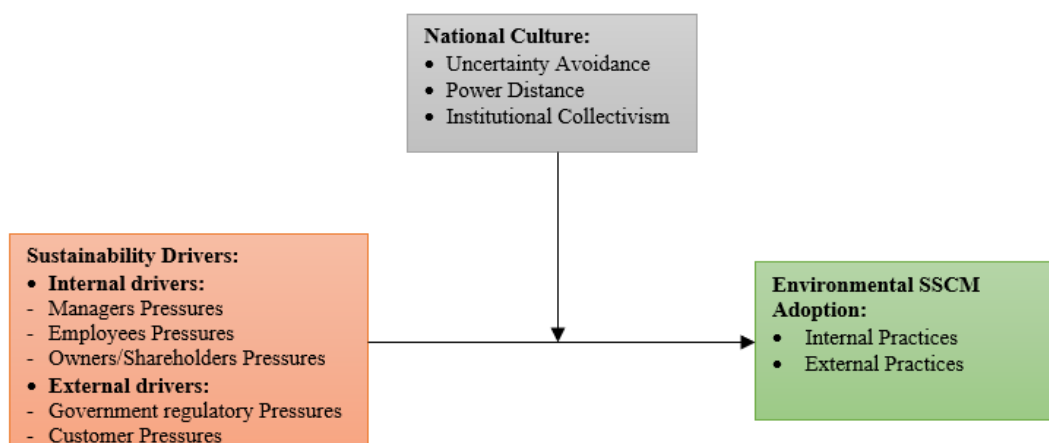 National Culture:
• Uncertainty Avoidance
• Power Distance
• Institutional Collectivism
Sustainability Drivers:
• Internal drivers:
- Managers Pressures
- Employees Pressures
- Owners/Shareholders Pressures
• External drivers:
- Government regulatory Pressures
- Customer Pressures
Environmental SSCM
Adoption:
• Internal Practices
• External Practices